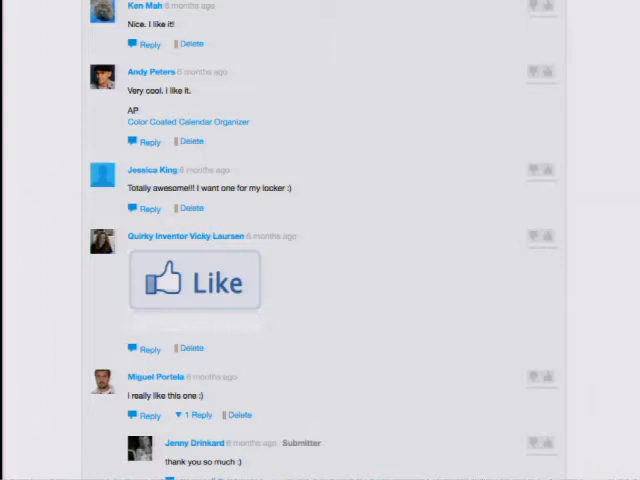 Ken Mah 6 months ago
Nice. I like it!
Reply Delete
Andy Peters 6 months ago
Very cool. i like it.
AP
Color Coated Calendar Organizer
Reply Delete
Jessica King 6 months ago
Totally awesome!!! I want one for my locker :)
Reply Delete
Quirky Inventor Vicky Laursen 6 months ago
Like
Reply Delete
Miguel Portela 6 months ago
i really like this one :)
Reply 1 Reply Delete
Jenny Drinkard 6 months ago Submitter
thank you so much :)